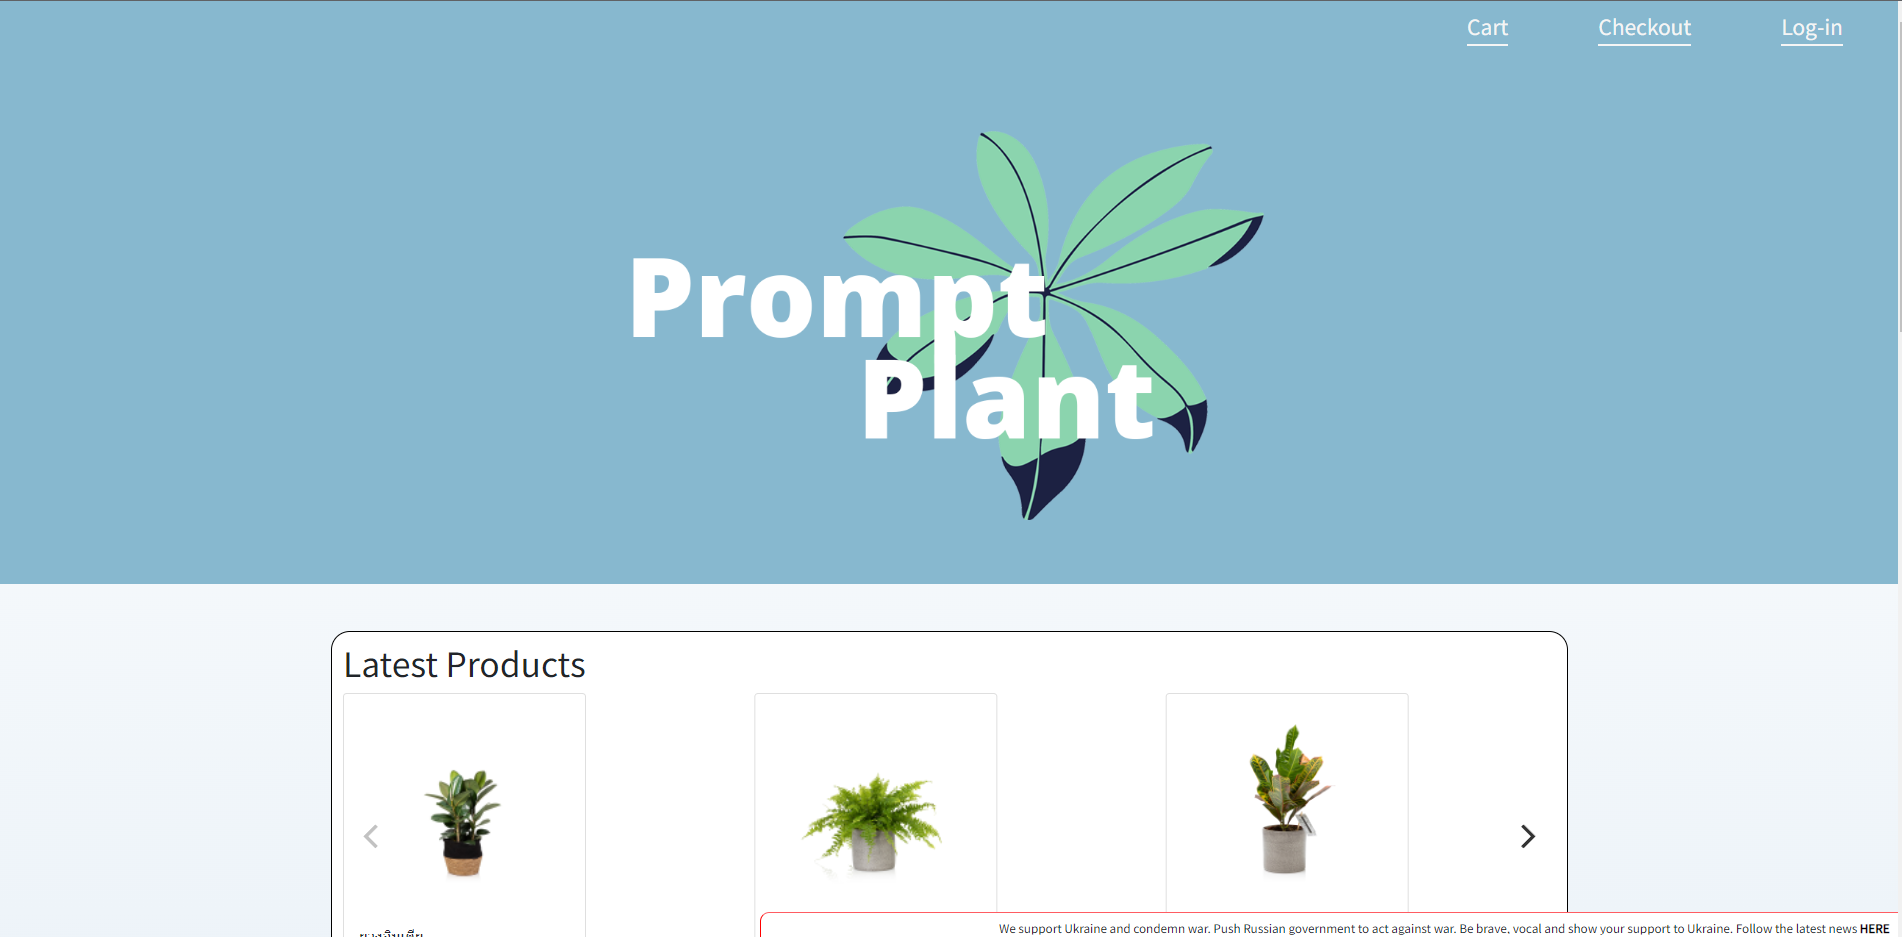 Cart Checkout Log-in
Prompt
Plant
Latest Products
We support Ukraine and condemn war. Push Russian government to act against war. Be brave, vocal and show your support to Ukraine. Follow the latest news HERE